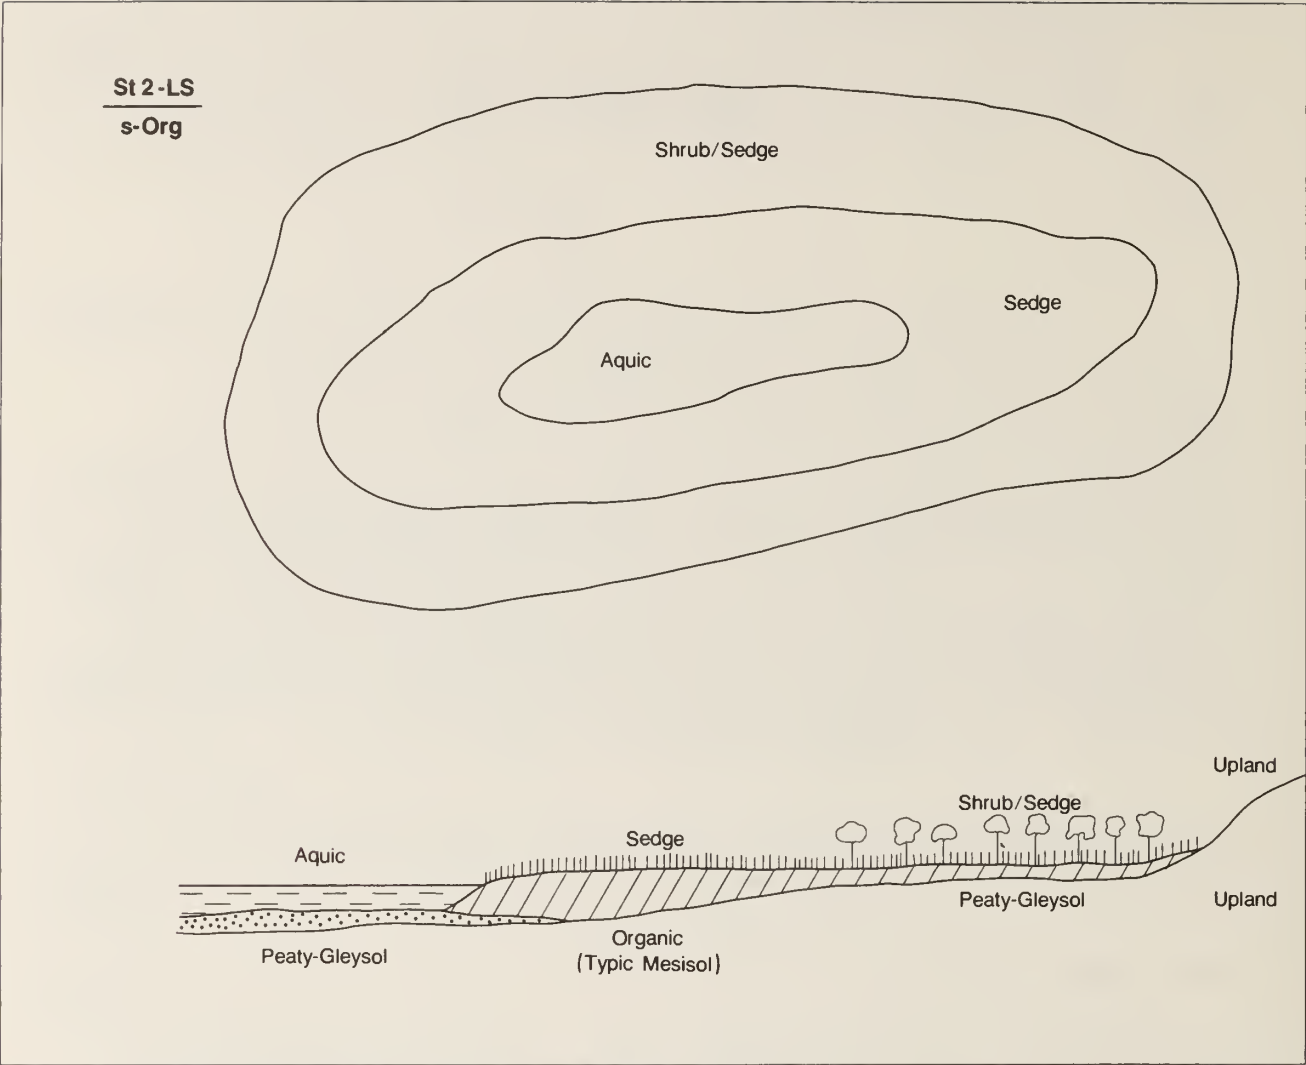 St 2-LS
s-Org
Shrub/Sedge
Sedge
Aquic
Upland
Shrub/Sedge
Sedge
Aquic
Peaty-Gleysol
Upland
Organic
(Typic Mesisol)
Peaty-Gleysol